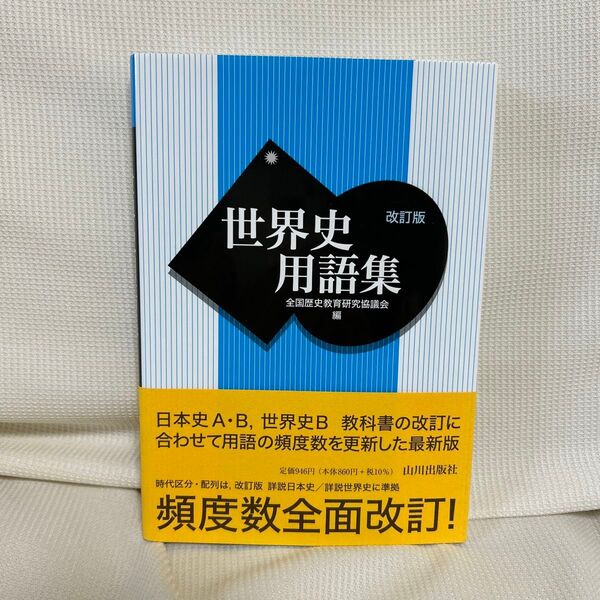 改訂版
世界史
用語集
全国歴史教育研究協議会
編
日本史A・B, 世界史B 教科書の改訂に
合わせて用語の頻度数を更新した最新版
定価946円(本体860円+税10%) 山川出版社
時代区分・配列は, 改訂版 詳説日本史/詳説世界史に準拠
頻度数全面改訂!